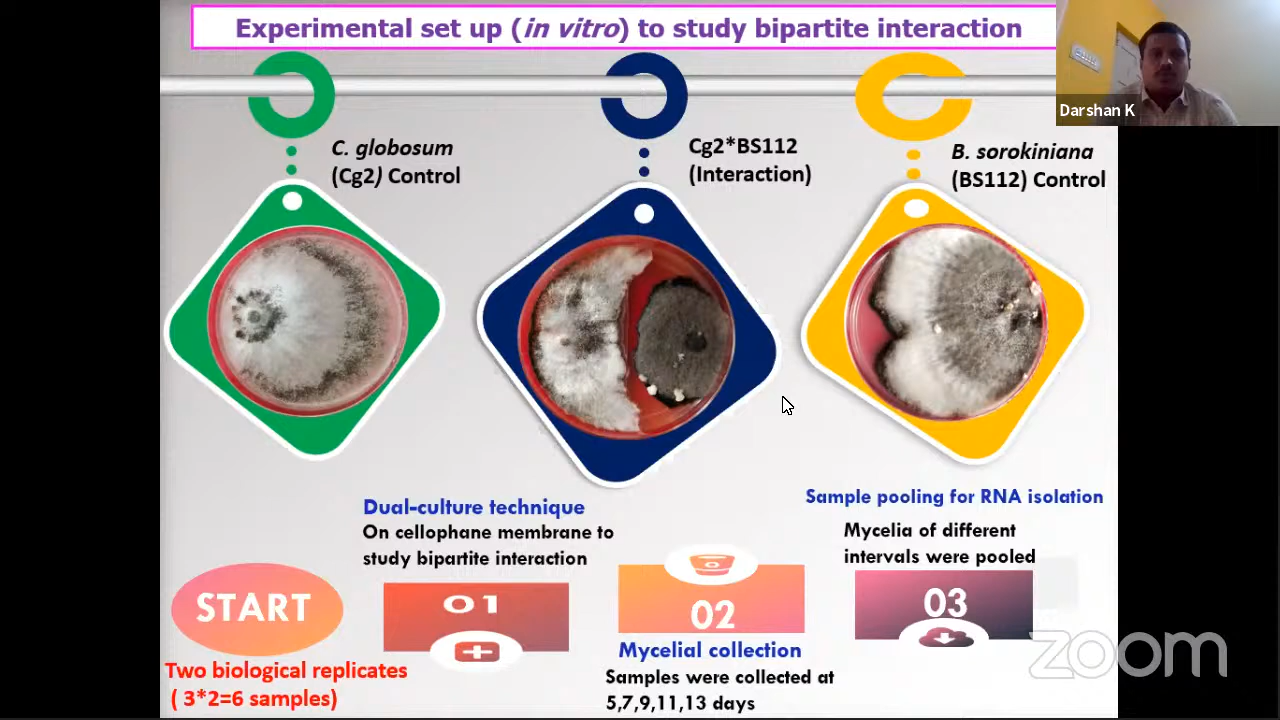 Experimental set up (in vitro) to study bipartite interaction
Darshan K
C. globosum
(Cg2) Control
Cg2*BS112
(Interaction)
B. sorokiniana
(BS112) Control
Dual-culture technique
On cellophane membrane to
study bipartite interaction
Sample pooling for RNA isolation
Mycelia of different
intervals were pooled
START
01
02
03
Two biological replicates
( 3*2=6 samples)
Mycelial collection
Samples were collected at
5,7,9,11,13 days
zoom